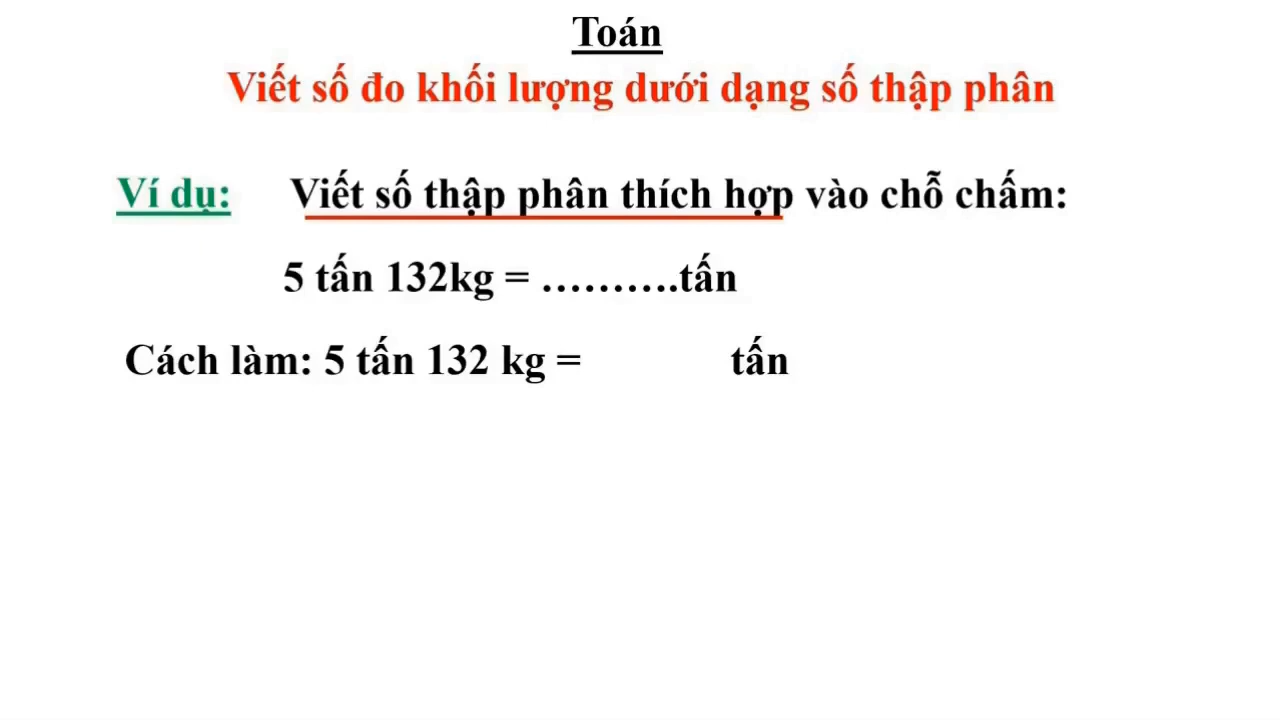 Toán
Viết số đo khối lượng dưới dạng số thập phân
Ví dụ: Viết số thập phân thích hợp vào chỗ chấm:
5 tấn 132kg = ……….tấn
Cách làm: 5 tấn 132 kg = tấn